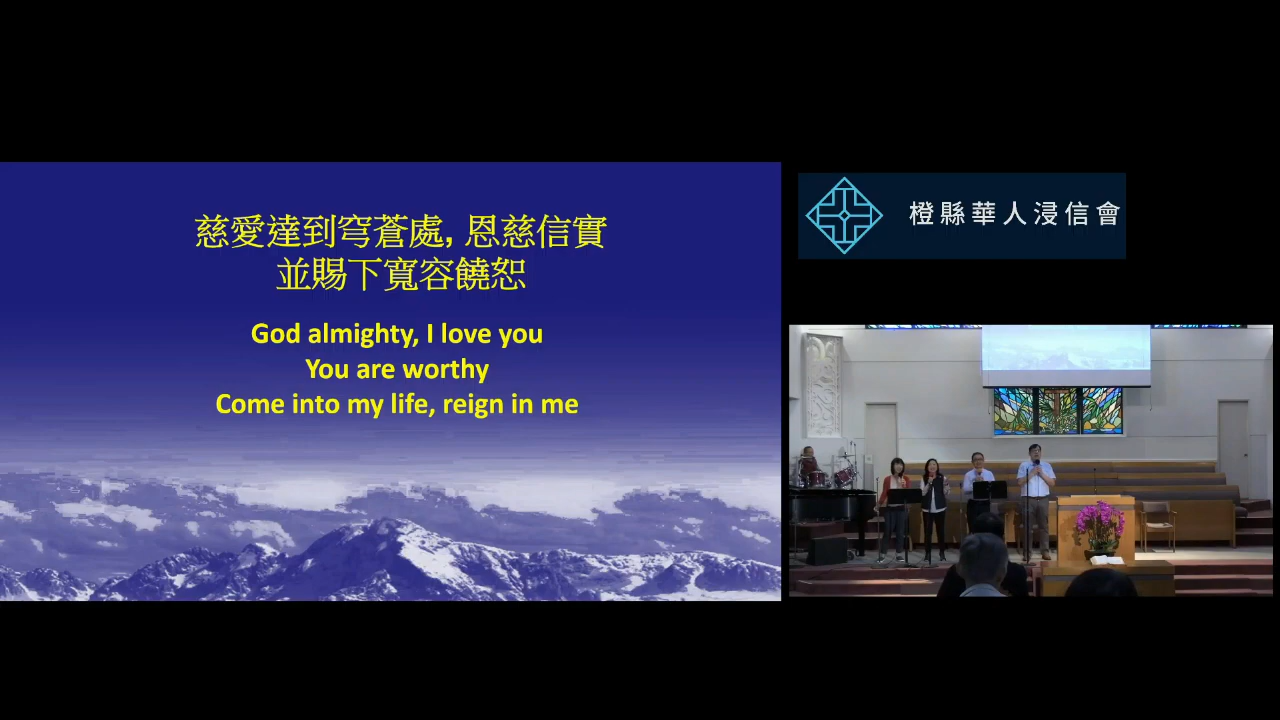 慈愛達到穹蒼處, 恩慈信實
並賜下寬容饒恕
God almighty, I love you
You are worthy
Come into my life, reign in me
橙縣華人浸信會